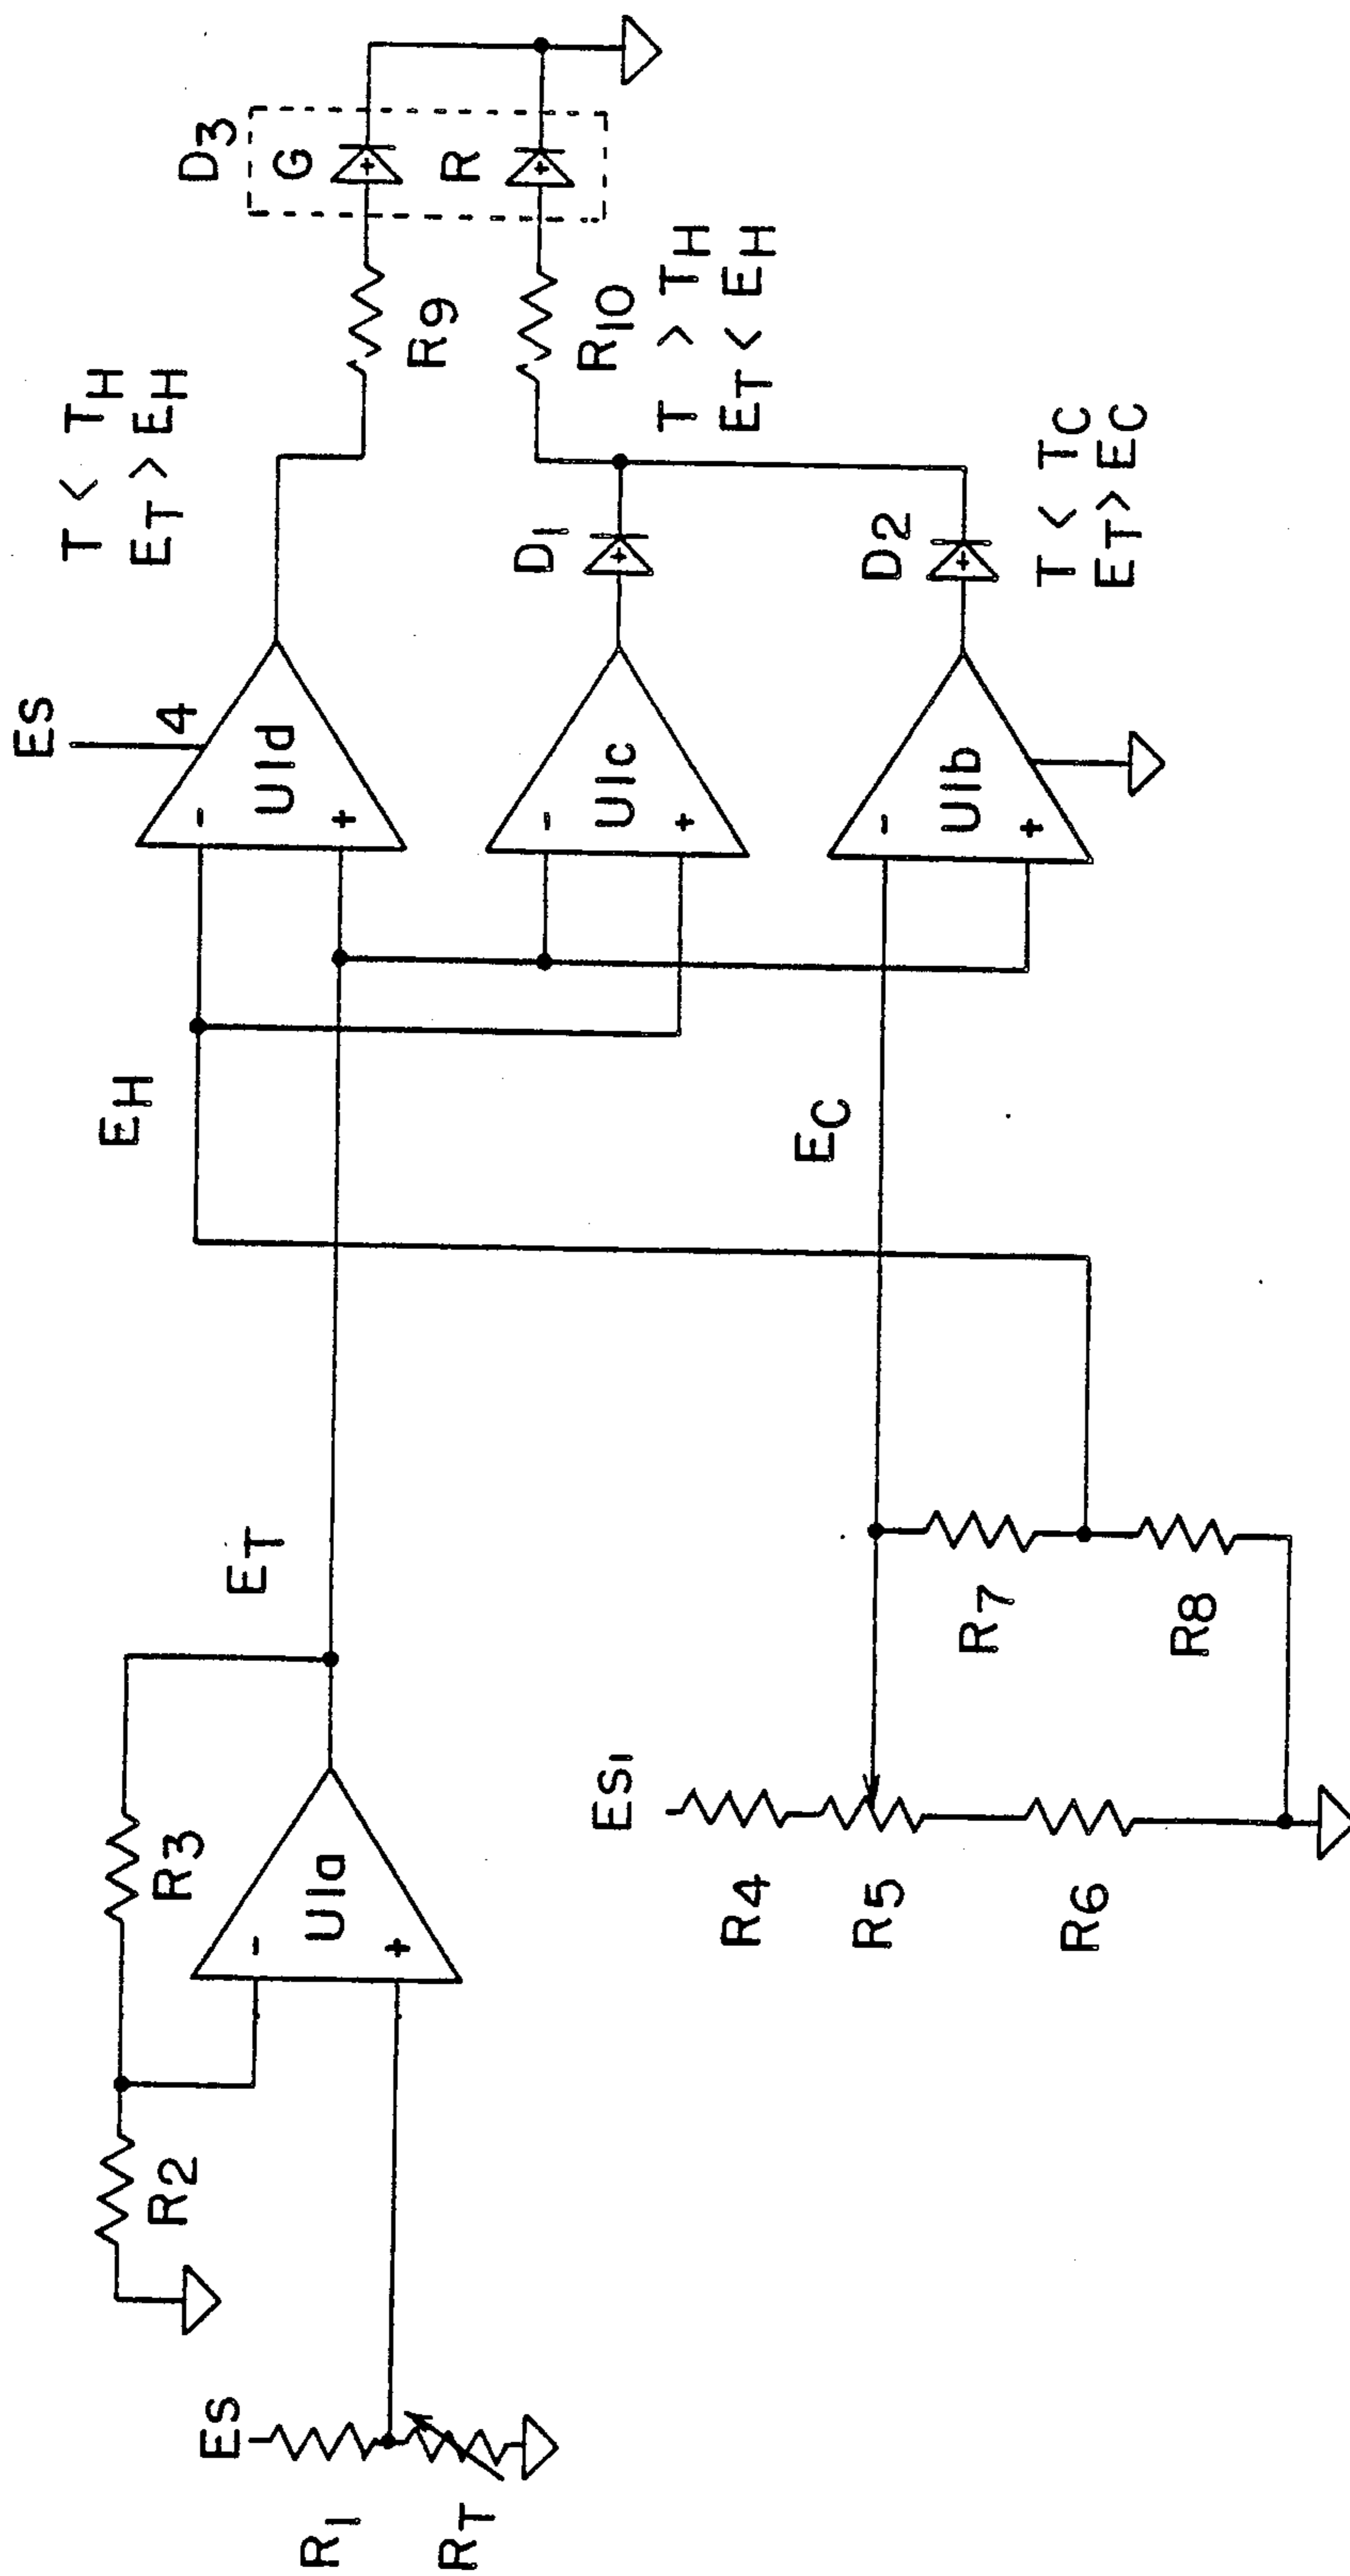 ES
R1
RT
R2
R3
-
U1a
+
ET
ES1
R4
R5
R6
R7
R8
EH
EC
ES
4
-
U1d
+
-
U1c
+
-
U1b
+
T < TH
ET > EH
D1
D2
T < TC
ET > EC
R9
R10
T > TH
ET < EH
D3
G
+
R
+
+
+